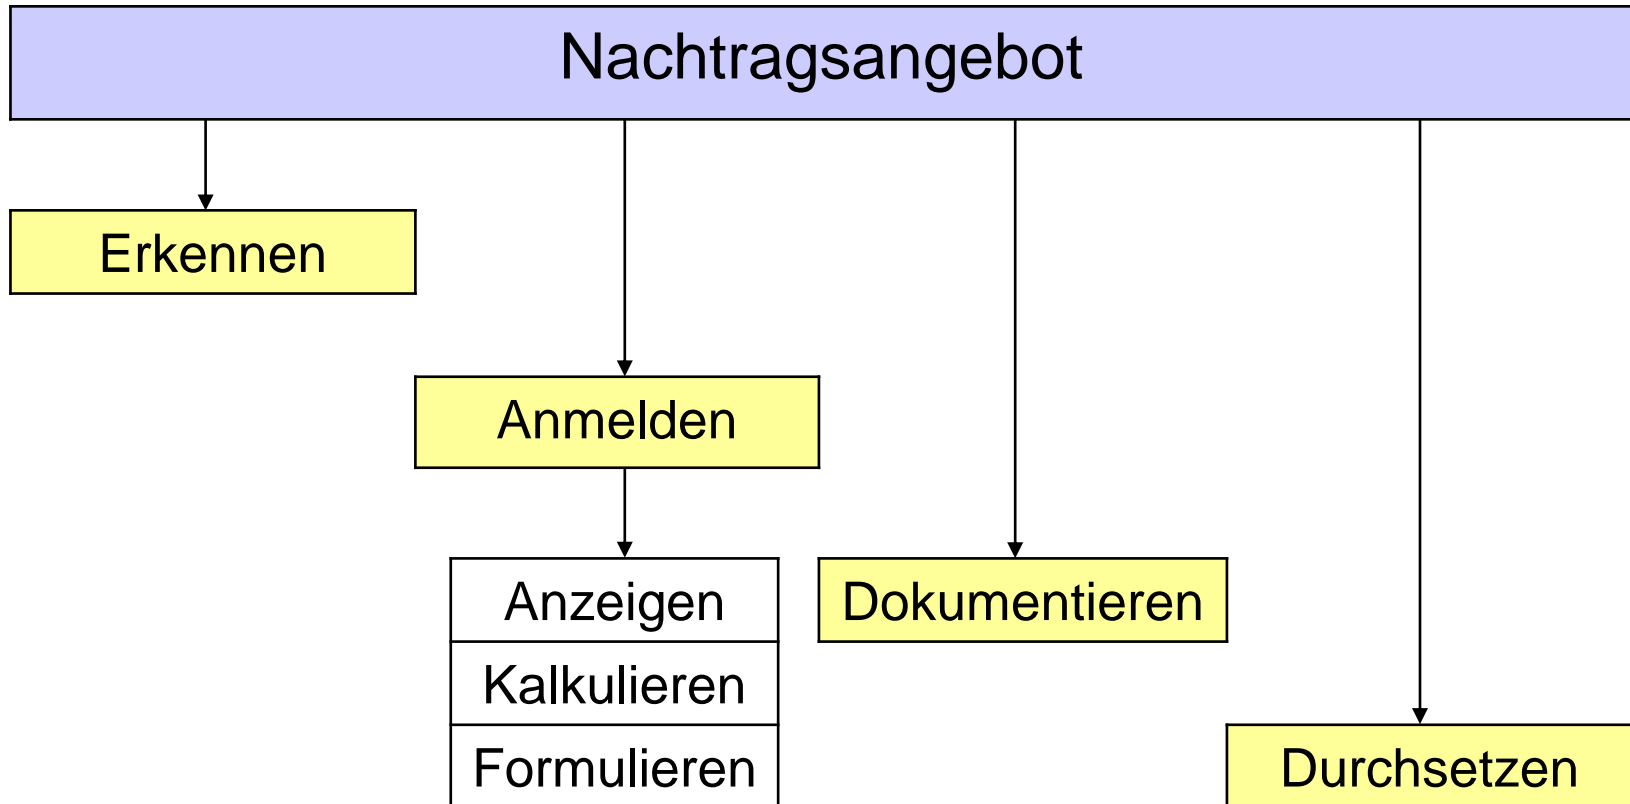 Nachtragsangebot
Erkennen
Anmelden
Anzeigen
Dokumentieren
Kalkulieren
Formulieren
Durchsetzen